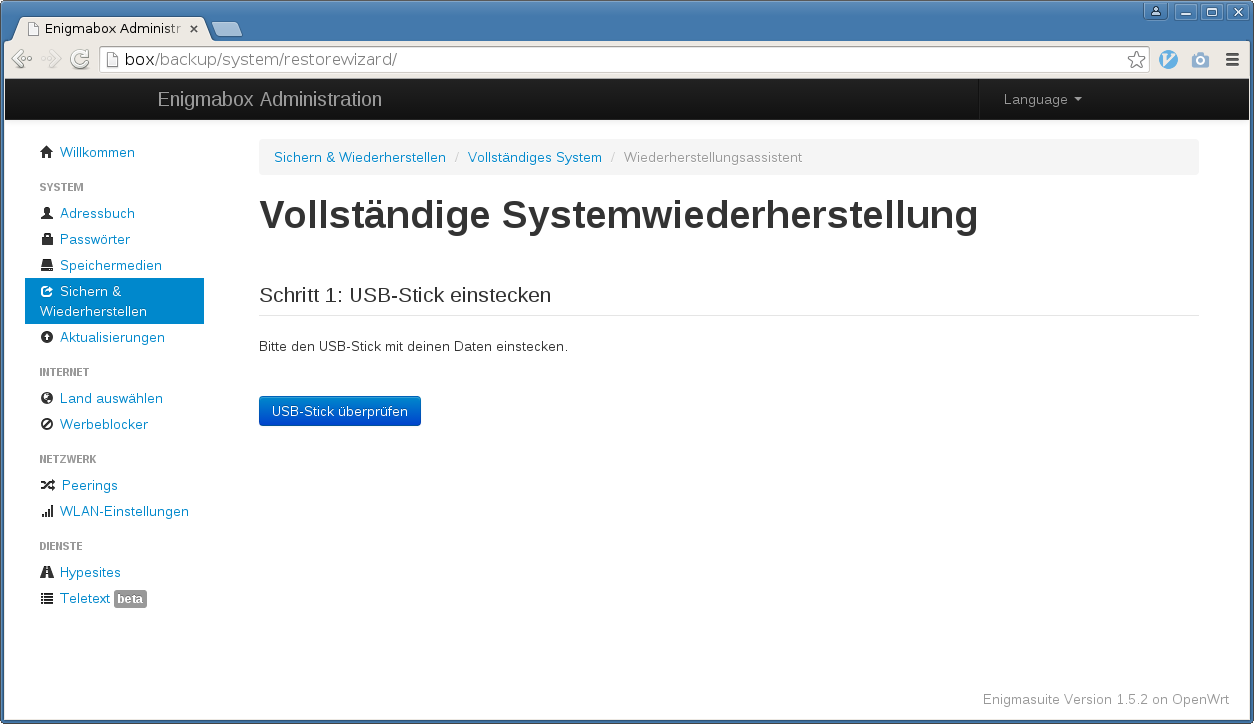 Enigmabox Administr
box/backup/system/restorewizard/
Enigmabox Administration
Language
Willkommen
SYSTEM
Adressbuch
Passwörter
Speichermedien
Sichern &
Wiederherstellen
Aktualisierungen
INTERNET
Land auswählen
Werbeblocker
NETZWERK
Peerings
WLAN-Einstellungen
DIENSTE
Hypesites
Teletext beta
Sichern & Wiederherstellen / Vollständiges System / Wiederherstellungsassistent
Vollständige Systemwiederherstellung
Schritt 1: USB-Stick einstecken
Bitte den USB-Stick mit deinen Daten einstecken.
USB-Stick überprüfen
Enigmasuite Version 1.5.2 on OpenWrt